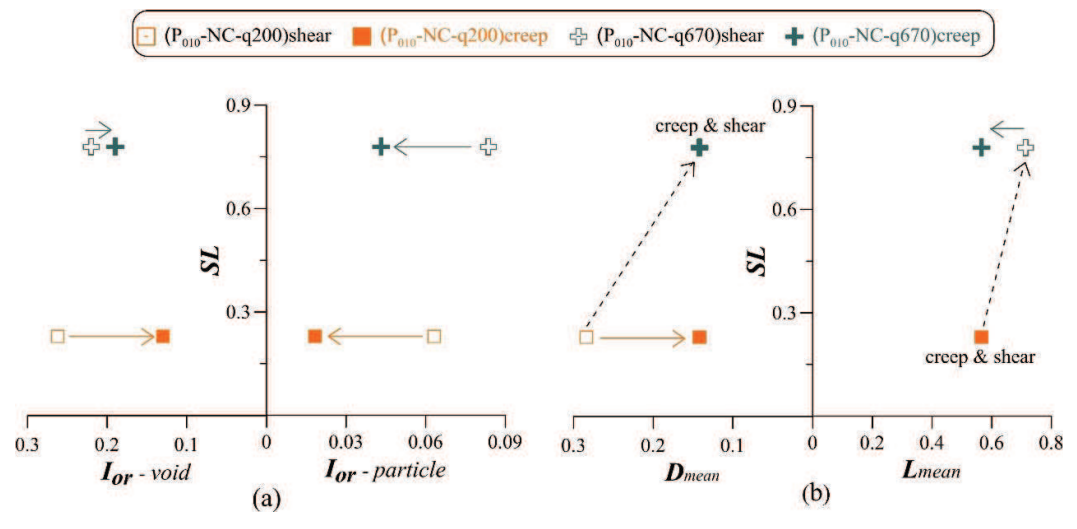 (P₀₁₀-NC-q200)shear (P₀₁₀-NC-q200)creep (P₀₁₀-NC-q670)shear (P₀₁₀-NC-q670)creep
0.9 0.9
creep & shear
0.6 0.6
SL SL
0.3 0.3
creep & shear
0.3 0.2 0.1 0 0.03 0.06 0.09 0.3 0.2 0.1 0 0.2 0.4 0.6 0.8
Ior - void Ior - particle Dmean Lmean
(a) (b)